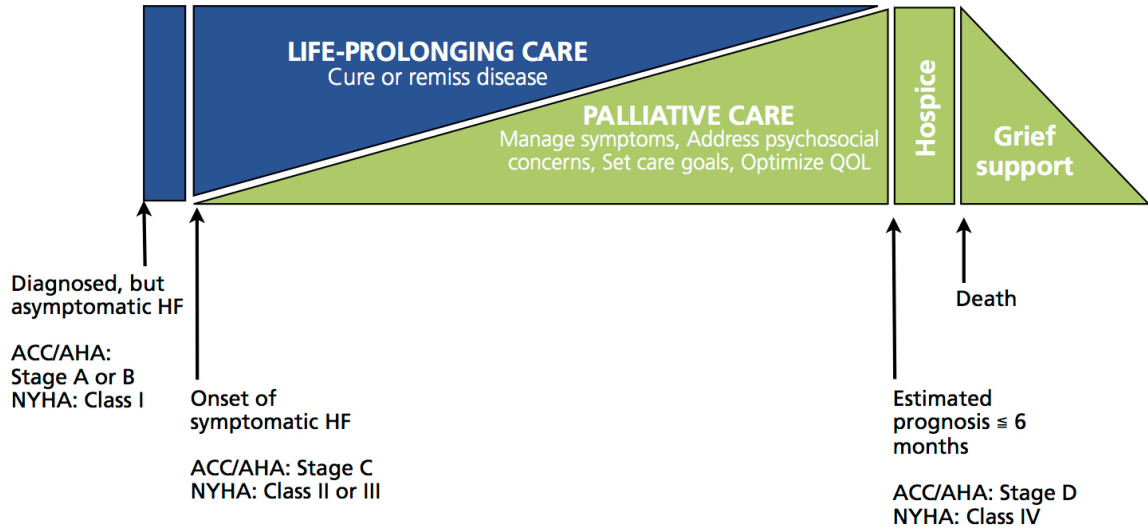 LIFE-PROLONGING CARE
Cure or remiss disease
PALLIATIVE CARE
Manage symptoms, Address psychosocial
concerns, Set care goals, Optimize QOL
Hospice
Grief
support
Diagnosed, but
asymptomatic HF
ACC/AHA:
Stage A or B
NYHA: Class I
Onset of
symptomatic HF
ACC/AHA: Stage C
NYHA: Class II or III
Estimated
prognosis ≦ 6
months
ACC/AHA: Stage D
NYHA: Class IV
Death